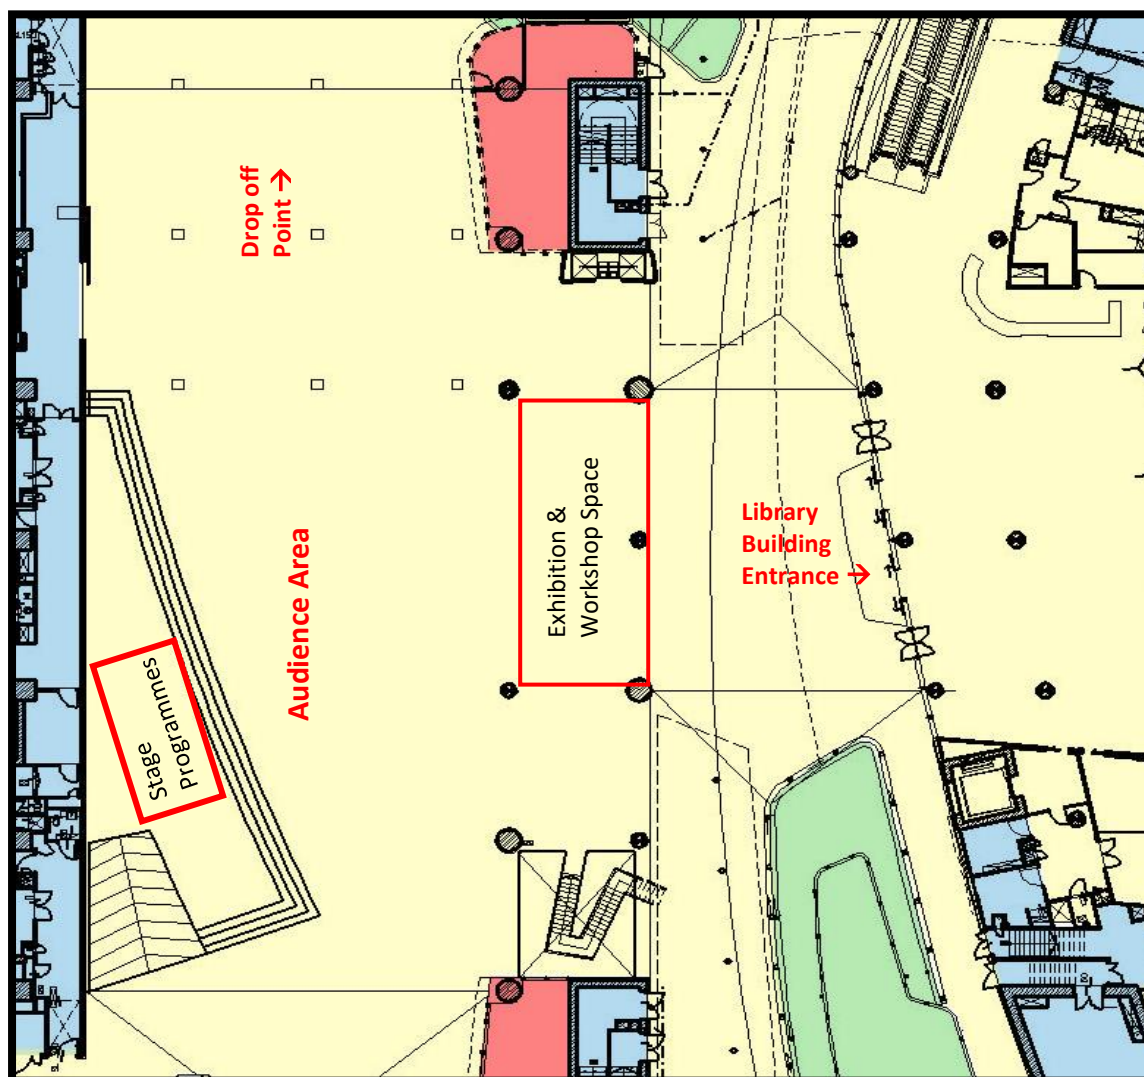 Drop off
Point →
Exhibition &
Workshop Space
Library
Building
Entrance →
Audience Area
Stage
Programmes